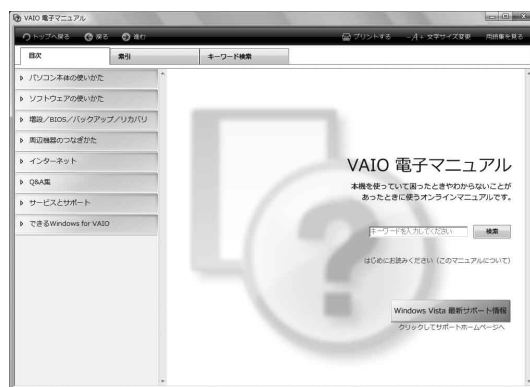 VAIO 電子マニュアル
トップへ戻る 戻る 進む プリントする -A+ 文字サイズ変更 用語集を見る
目次 索引 キーワード検索
パソコン本体の使いかた
ソフトウェアの使いかた
増設/BIOS/バックアップ/リカバリ
周辺機器のつなぎかた
インターネット
Q&A集
サービスとサポート
できるWindows for VAIO
VAIO 電子マニュアル
本機を使っていて困ったときやわからないことが
あったときに使うオンラインマニュアルです。
キーワードを入力してください 検索
はじめにお読みください（このマニュアルについて）
Windows Vista 最新サポート情報
クリックしてサポートホームページへ